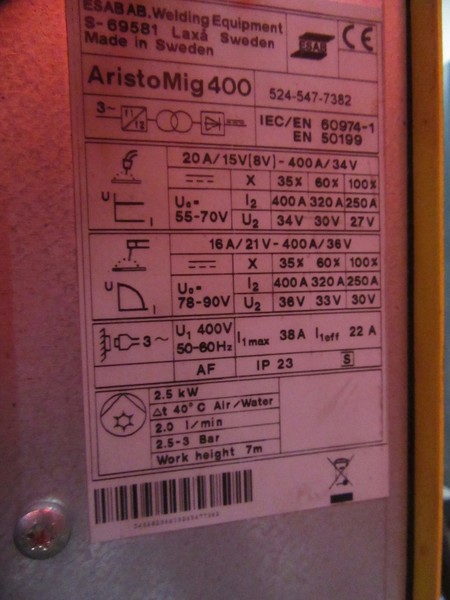 ESAB AB, Welding Equipment
S-69581 Laxå Sweden
Made in Sweden
ESAB
CE
AristoMig 400
524-547-7382
3~
f1
f2
IEC/EN 60974-1
EN 50199
20A/15V(8V)-400A/34V
X 35% 60% 100%
U₀= I₂ 400A 320A 250A
55-70V U₂ 34V 30V 27V
U
I
16A/21V-400A/36V
X 35% 60% 100%
U₀= I₂ 400A 320A 250A
78-90V U₂ 36V 33V 30V
U
I
3~ U₁ 400V I₁max 38A I₁eff 22A
50-60Hz
AF IP 23 S
2.5 kW
Δt 40°C Air/Water
2.0 l/min
2.5-3 Bar
Work height 7m